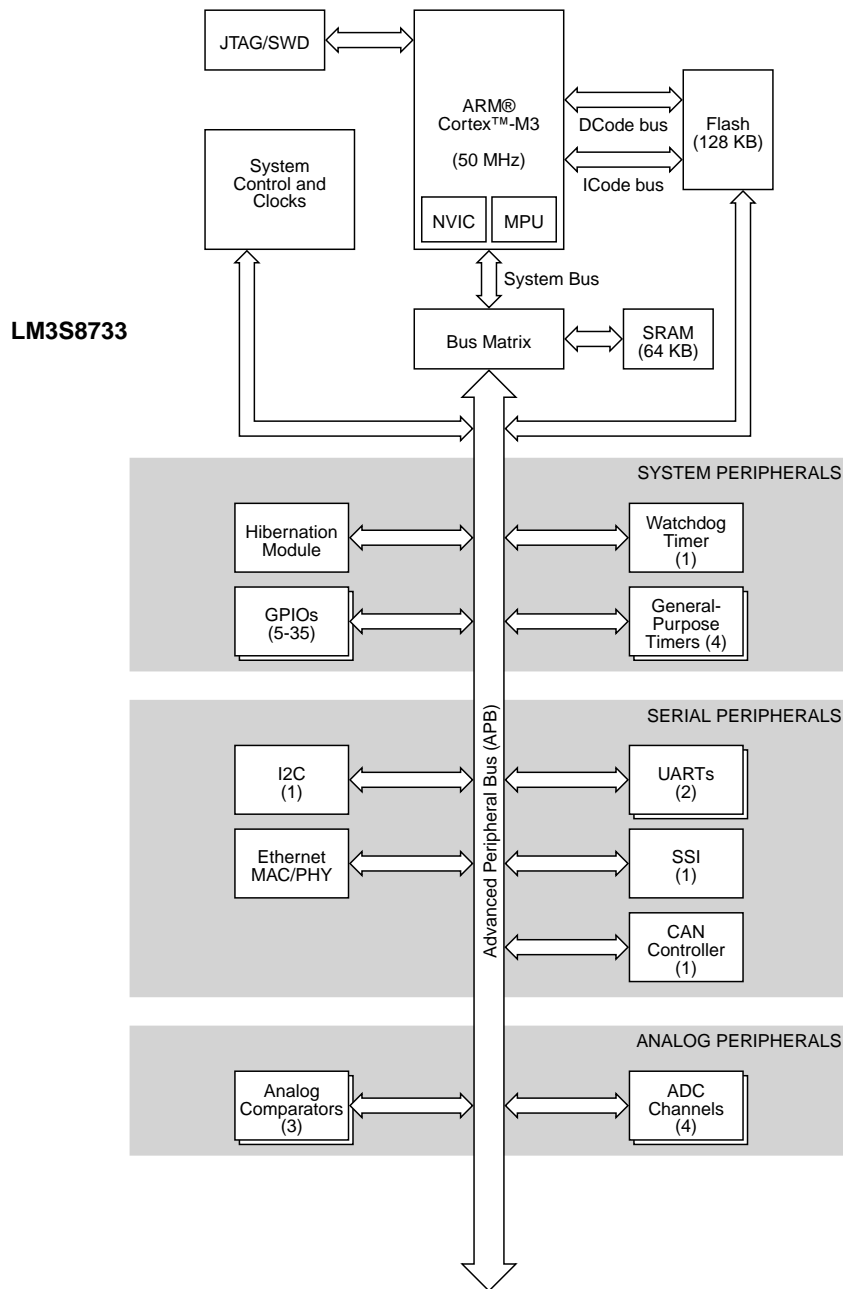 JTAG/SWD
ARM®
Cortex™-M3
(50 MHz)
NVIC
MPU
DCode bus
ICode bus
Flash
(128 KB)
System
Control and
Clocks
System Bus
LM3S8733
Bus Matrix
SRAM
(64 KB)
SYSTEM PERIPHERALS
Hibernation
Module
Watchdog
Timer
(1)
GPIOs
(5-35)
General-
Purpose
Timers (4)
Advanced Peripheral Bus (APB)
SERIAL PERIPHERALS
I2C
(1)
UARTs
(2)
Ethernet
MAC/PHY
SSI
(1)
CAN
Controller
(1)
ANALOG PERIPHERALS
Analog
Comparators
(3)
ADC
Channels
(4)